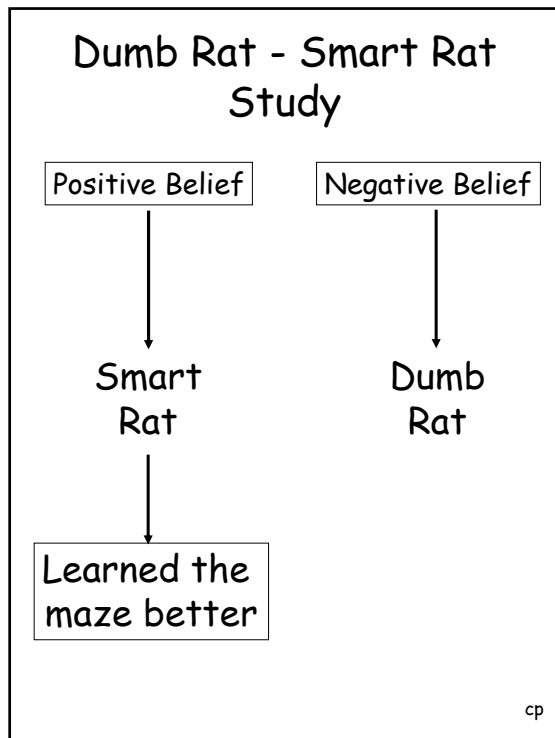 Dumb Rat - Smart Rat
Study
Positive Belief
Negative Belief
Smart
Rat
Dumb
Rat
Learned the
maze better
cp